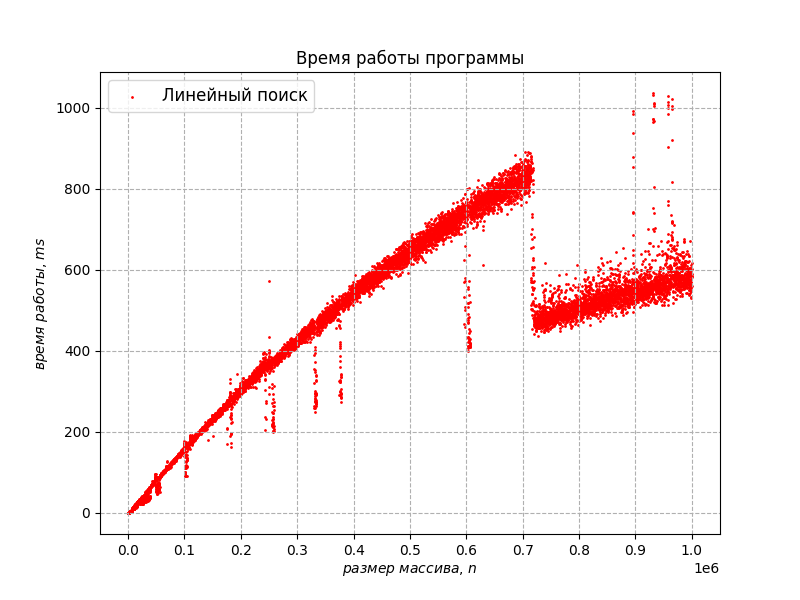 Время работы программы
Линейный поиск
время работы, ms
1000
800
600
400
200
0
0.0 0.1 0.2 0.3 0.4 0.5 0.6 0.7 0.8 0.9 1.0
1e6
размер массива, n